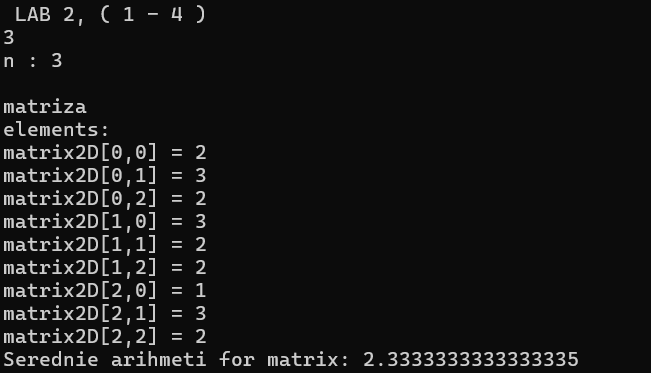 LAB 2, ( 1 - 4 )
3
n : 3
matriza
elements:
matrix2D[0,0] = 2
matrix2D[0,1] = 3
matrix2D[0,2] = 2
matrix2D[1,0] = 3
matrix2D[1,1] = 2
matrix2D[1,2] = 2
matrix2D[2,0] = 1
matrix2D[2,1] = 3
matrix2D[2,2] = 2
Serednie arihmeti for matrix: 2.3333333333333335